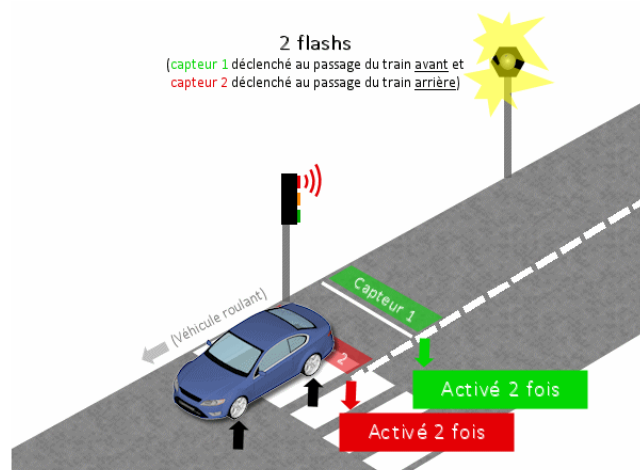 2 flashs
(capteur 1 déclenché au passage du train avant et
capteur 2 déclenché au passage du train arrière)
Capteur 1
(Véhicule roulant)
2
Activé 2 fois
Activé 2 fois